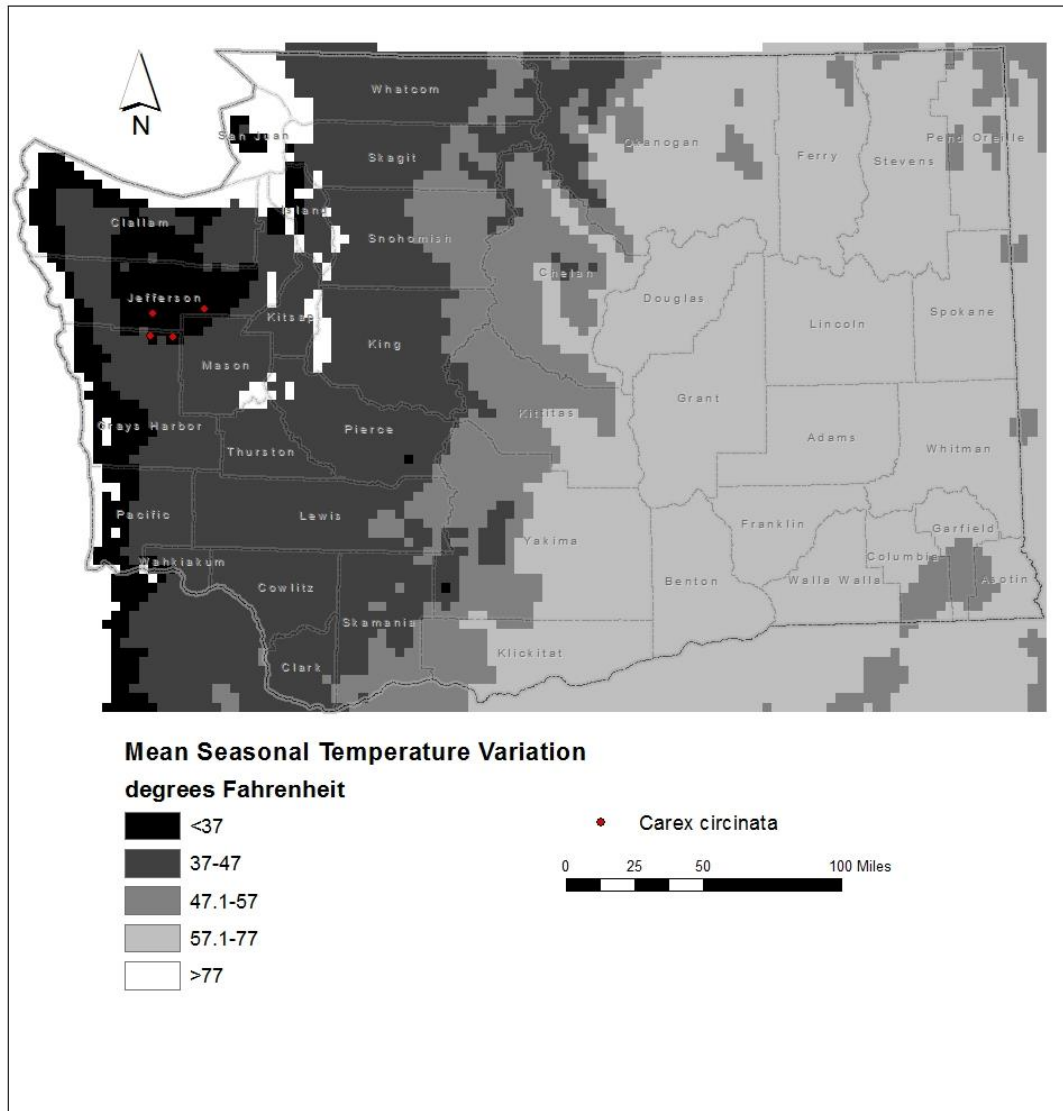 Whatcom
N
San Juan
Skagit
Okanogan
Ferry
Stevens
Pend Oreille
Island
Clallam
Snohomish
Chelan
Jefferson
Douglas
Kitsap
Lincoln
Spokane
King
Mason
Grant
Kittitas
Grays Harbor
Pierce
Adams
Whitman
Thurston
Pacific
Lewis
Franklin
Garfield
Yakima
Columbia
Wahkiakum
Benton
Walla Walla
Asotin
Cowlitz
Skamania
Klickitat
Clark
Mean Seasonal Temperature Variation
degrees Fahrenheit
<37
37-47
47.1-57
57.1-77
>77
Carex circinata
0 25 50 100 Miles